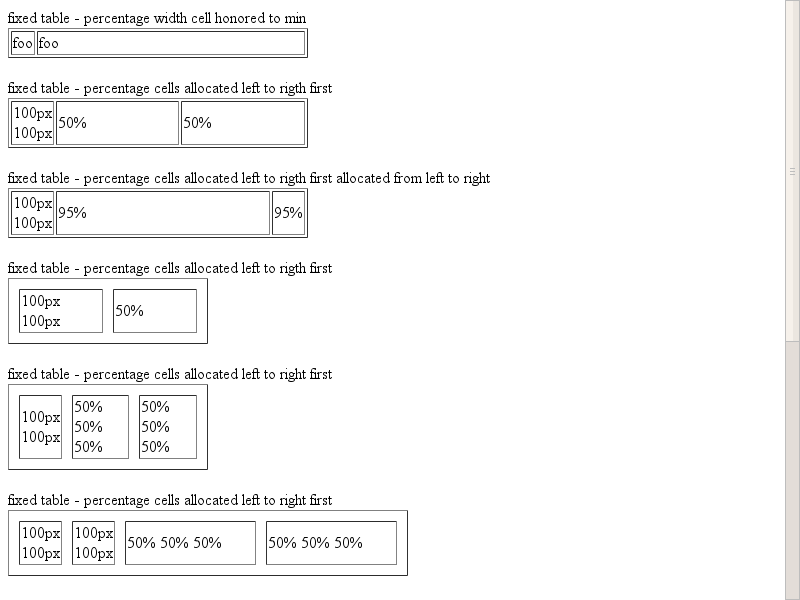 fixed table - percentage width cell honored to min
foo foo
fixed table - percentage cells allocated left to rigth first
100px
100px
50%
50%
fixed table - percentage cells allocated left to rigth first allocated from left to right
100px
100px
95%
95%
fixed table - percentage cells allocated left to rigth first
100px
100px
50%
fixed table - percentage cells allocated left to right first
100px
100px
50%
50%
50%
50%
50%
50%
fixed table - percentage cells allocated left to right first
100px
100px
100px
100px
50% 50% 50%
50% 50% 50%